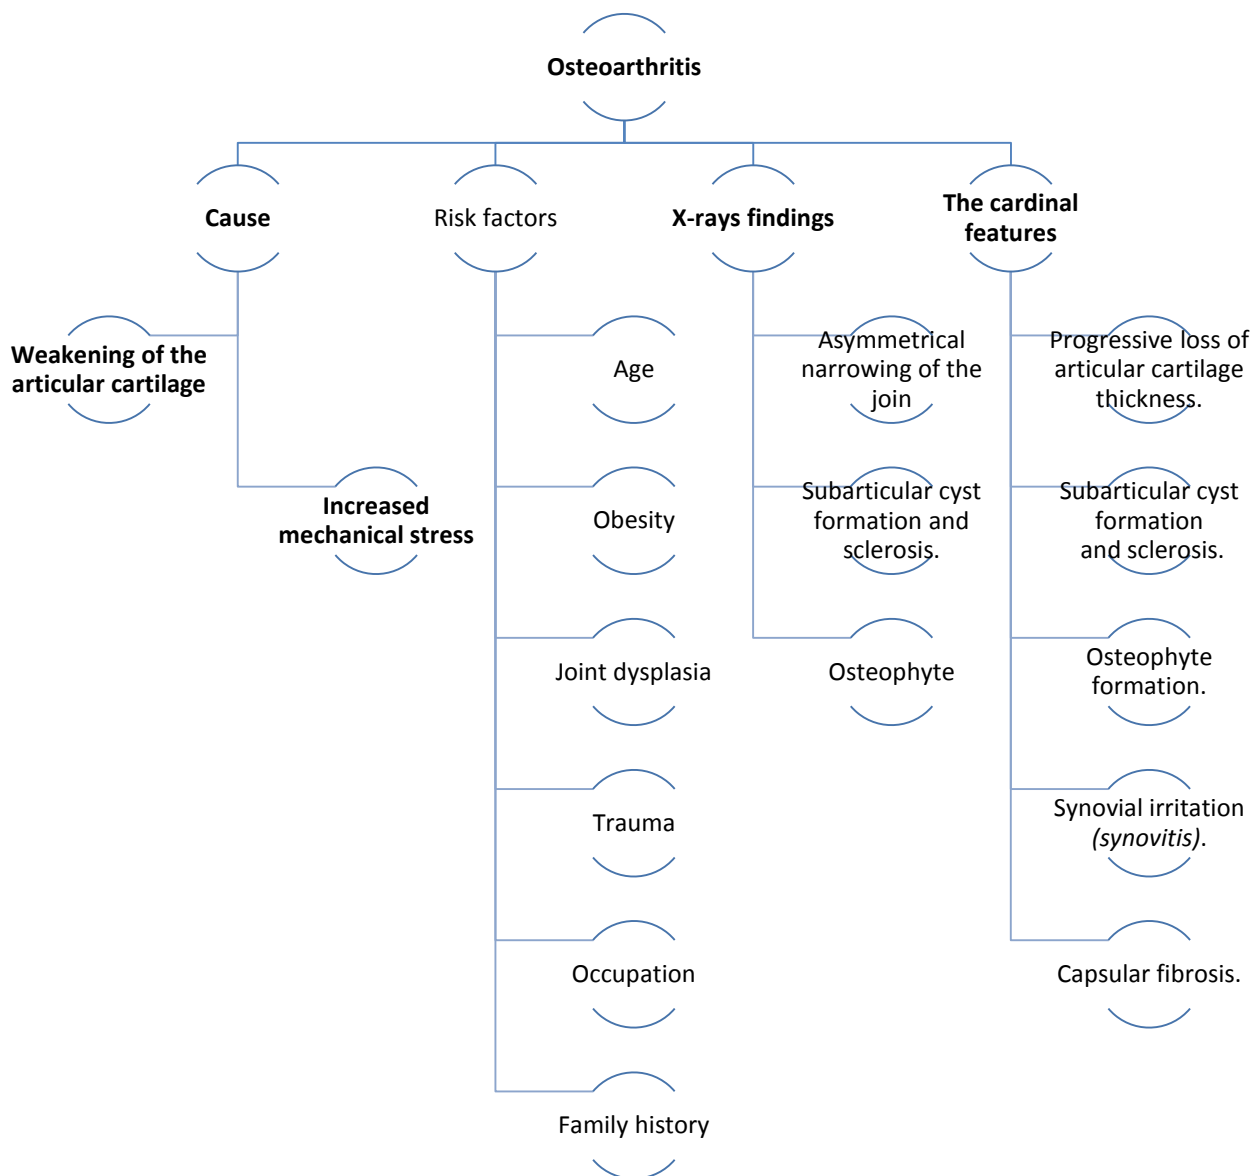 Osteoarthritis
Cause
Weakening of the
articular cartilage
Increased
mechanical stress
Risk factors
Age
Obesity
Joint dysplasia
Trauma
Occupation
Family history
X-rays findings
Asymmetrical
narrowing of the
join
Subarticular cyst
formation and
sclerosis.
Osteophyte
The cardinal
features
Progressive loss of
articular cartilage
thickness.
Subarticular cyst
formation
and sclerosis.
Osteophyte
formation.
Synovial irritation
(synovitis).
Capsular fibrosis.